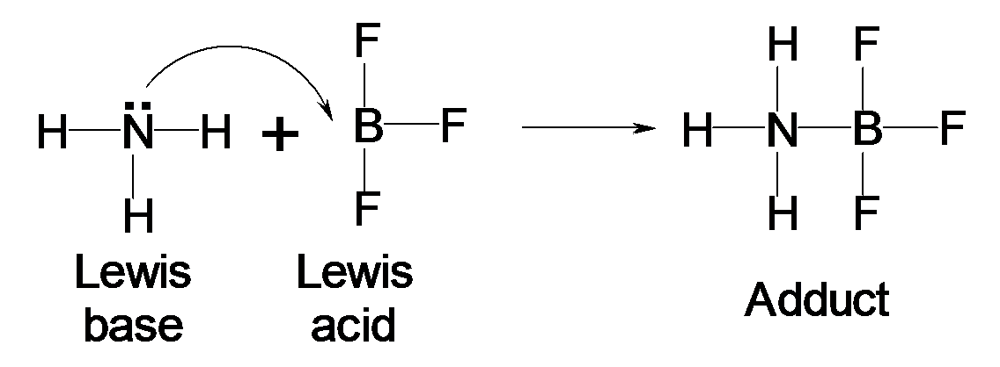 F H F
H N H + B F H N B F
H F H F
Lewis base
Lewis acid
Adduct